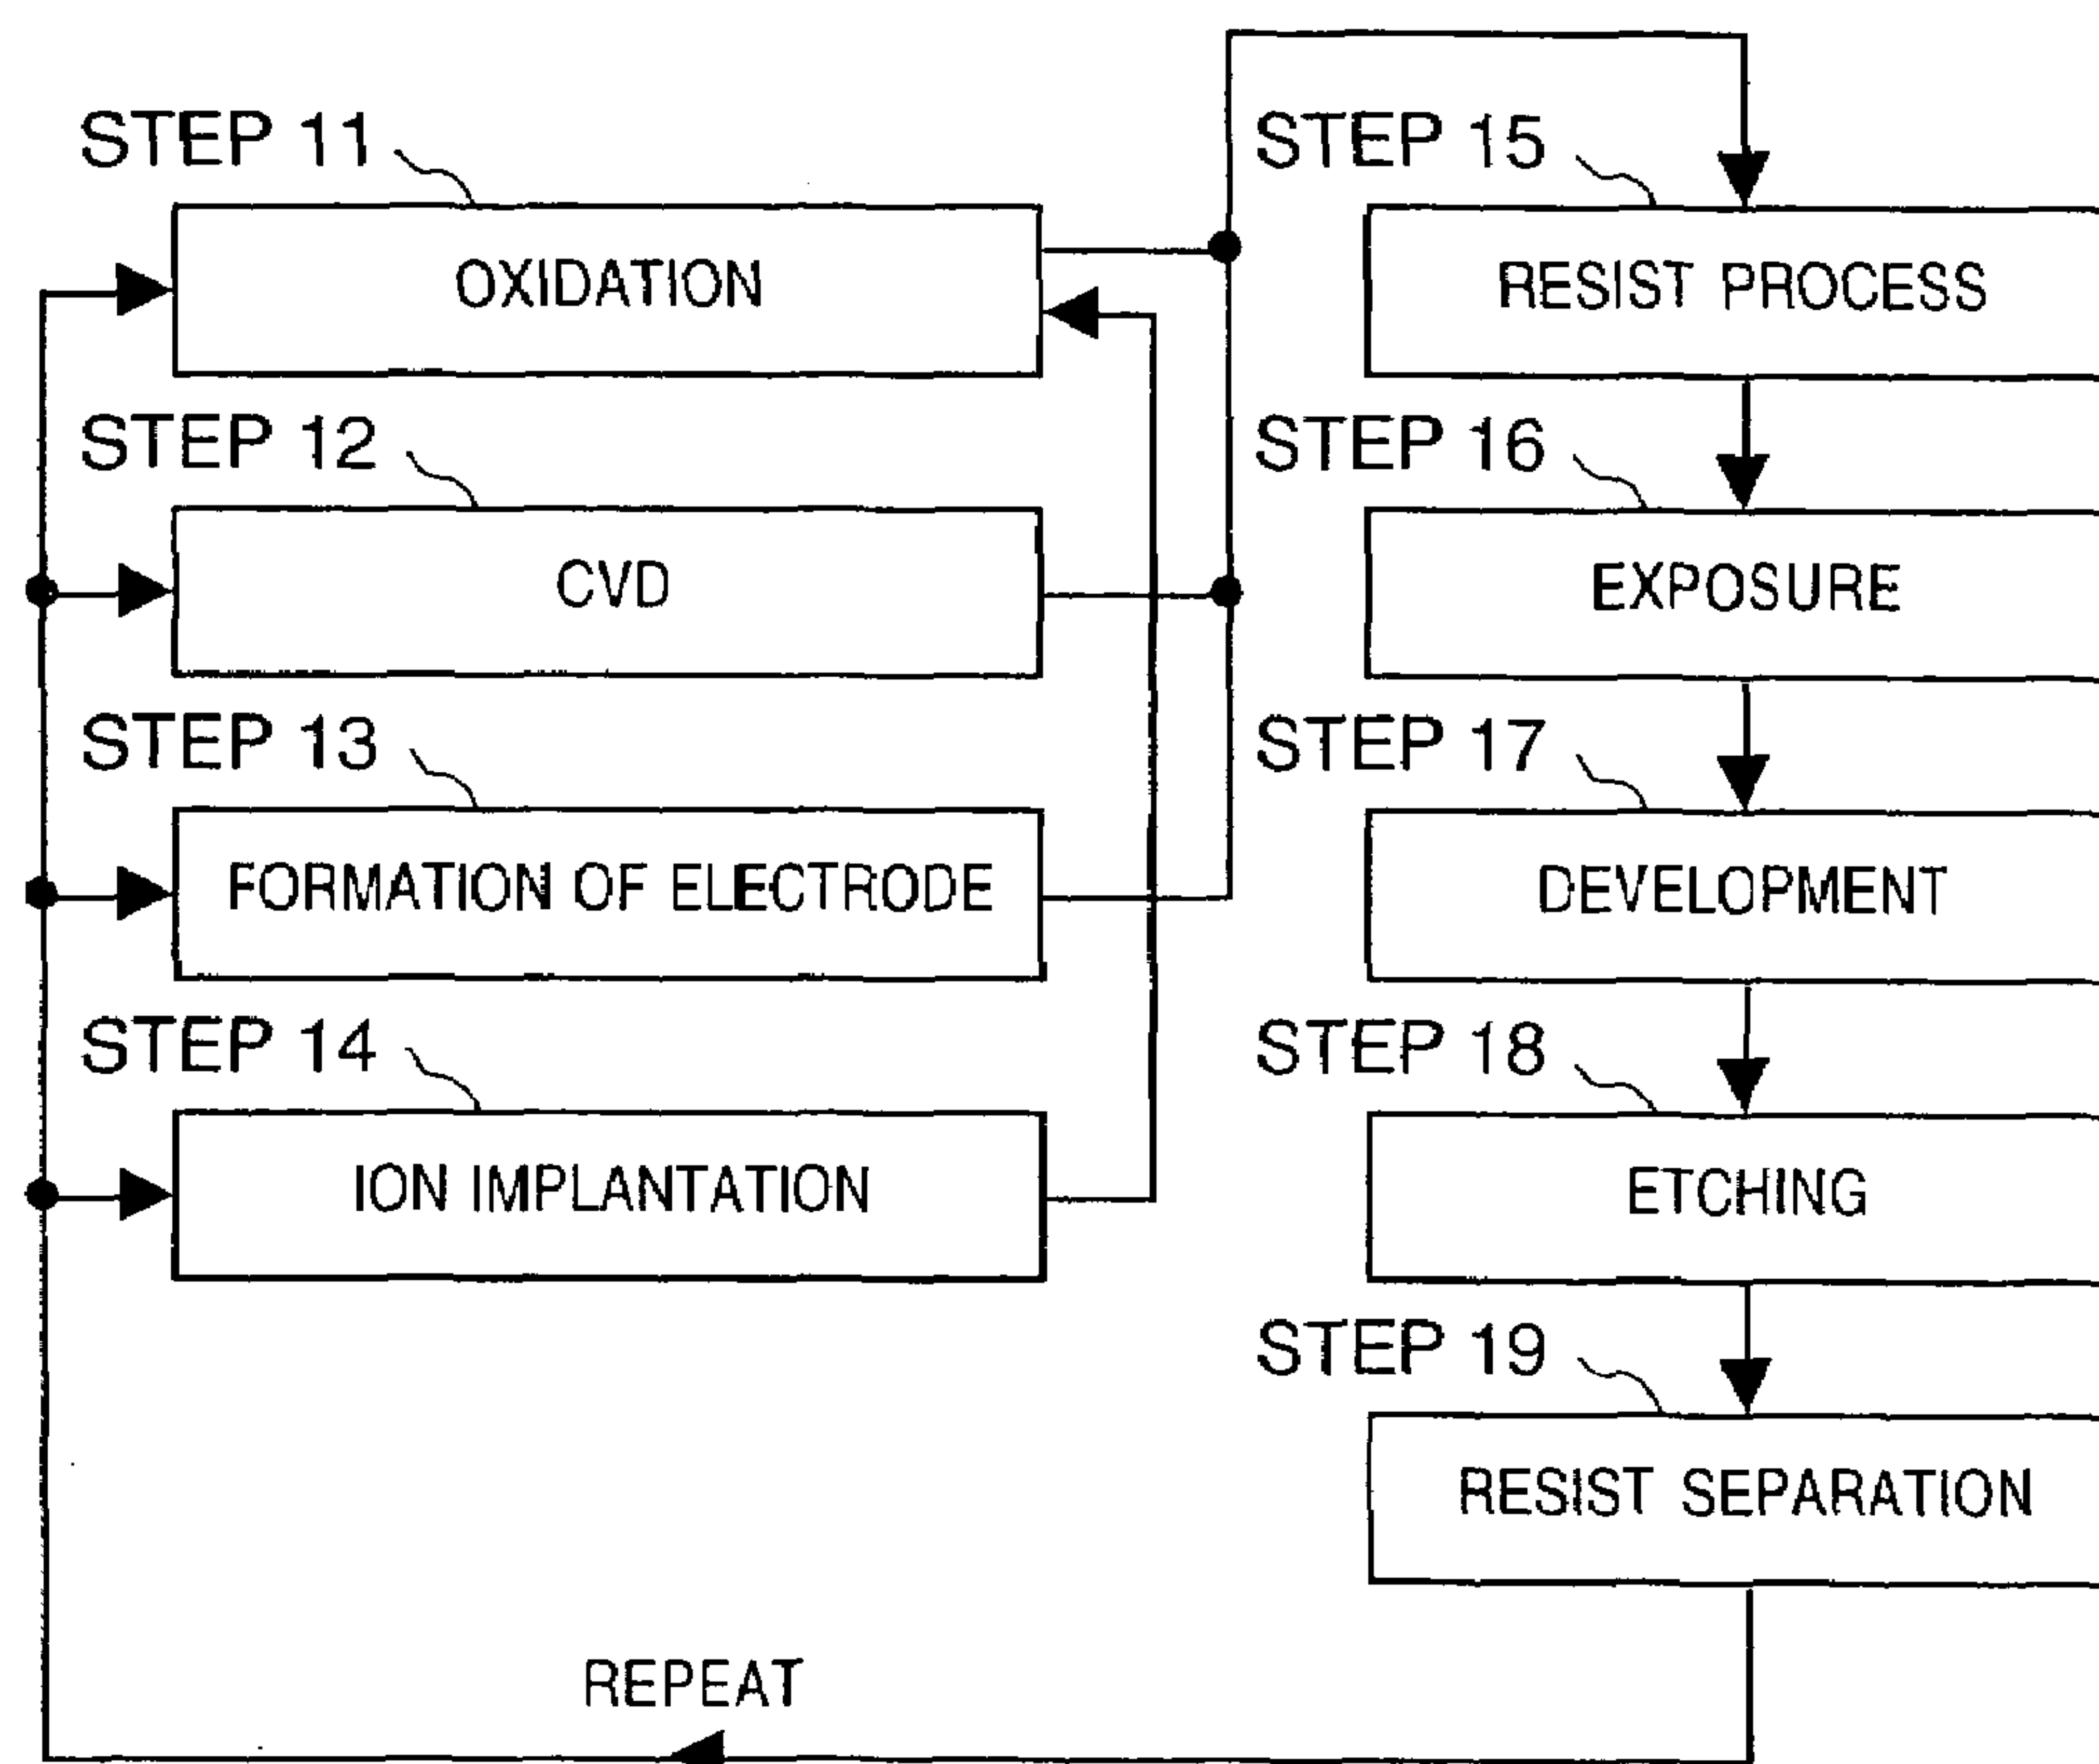 STEP 11
OXIDATION
STEP 12
CVD
STEP 13
FORMATION OF ELECTRODE
STEP 14
ION IMPLANTATION
STEP 15
RESIST PROCESS
STEP 16
EXPOSURE
STEP 17
DEVELOPMENT
STEP 18
ETCHING
STEP 19
RESIST SEPARATION
REPEAT